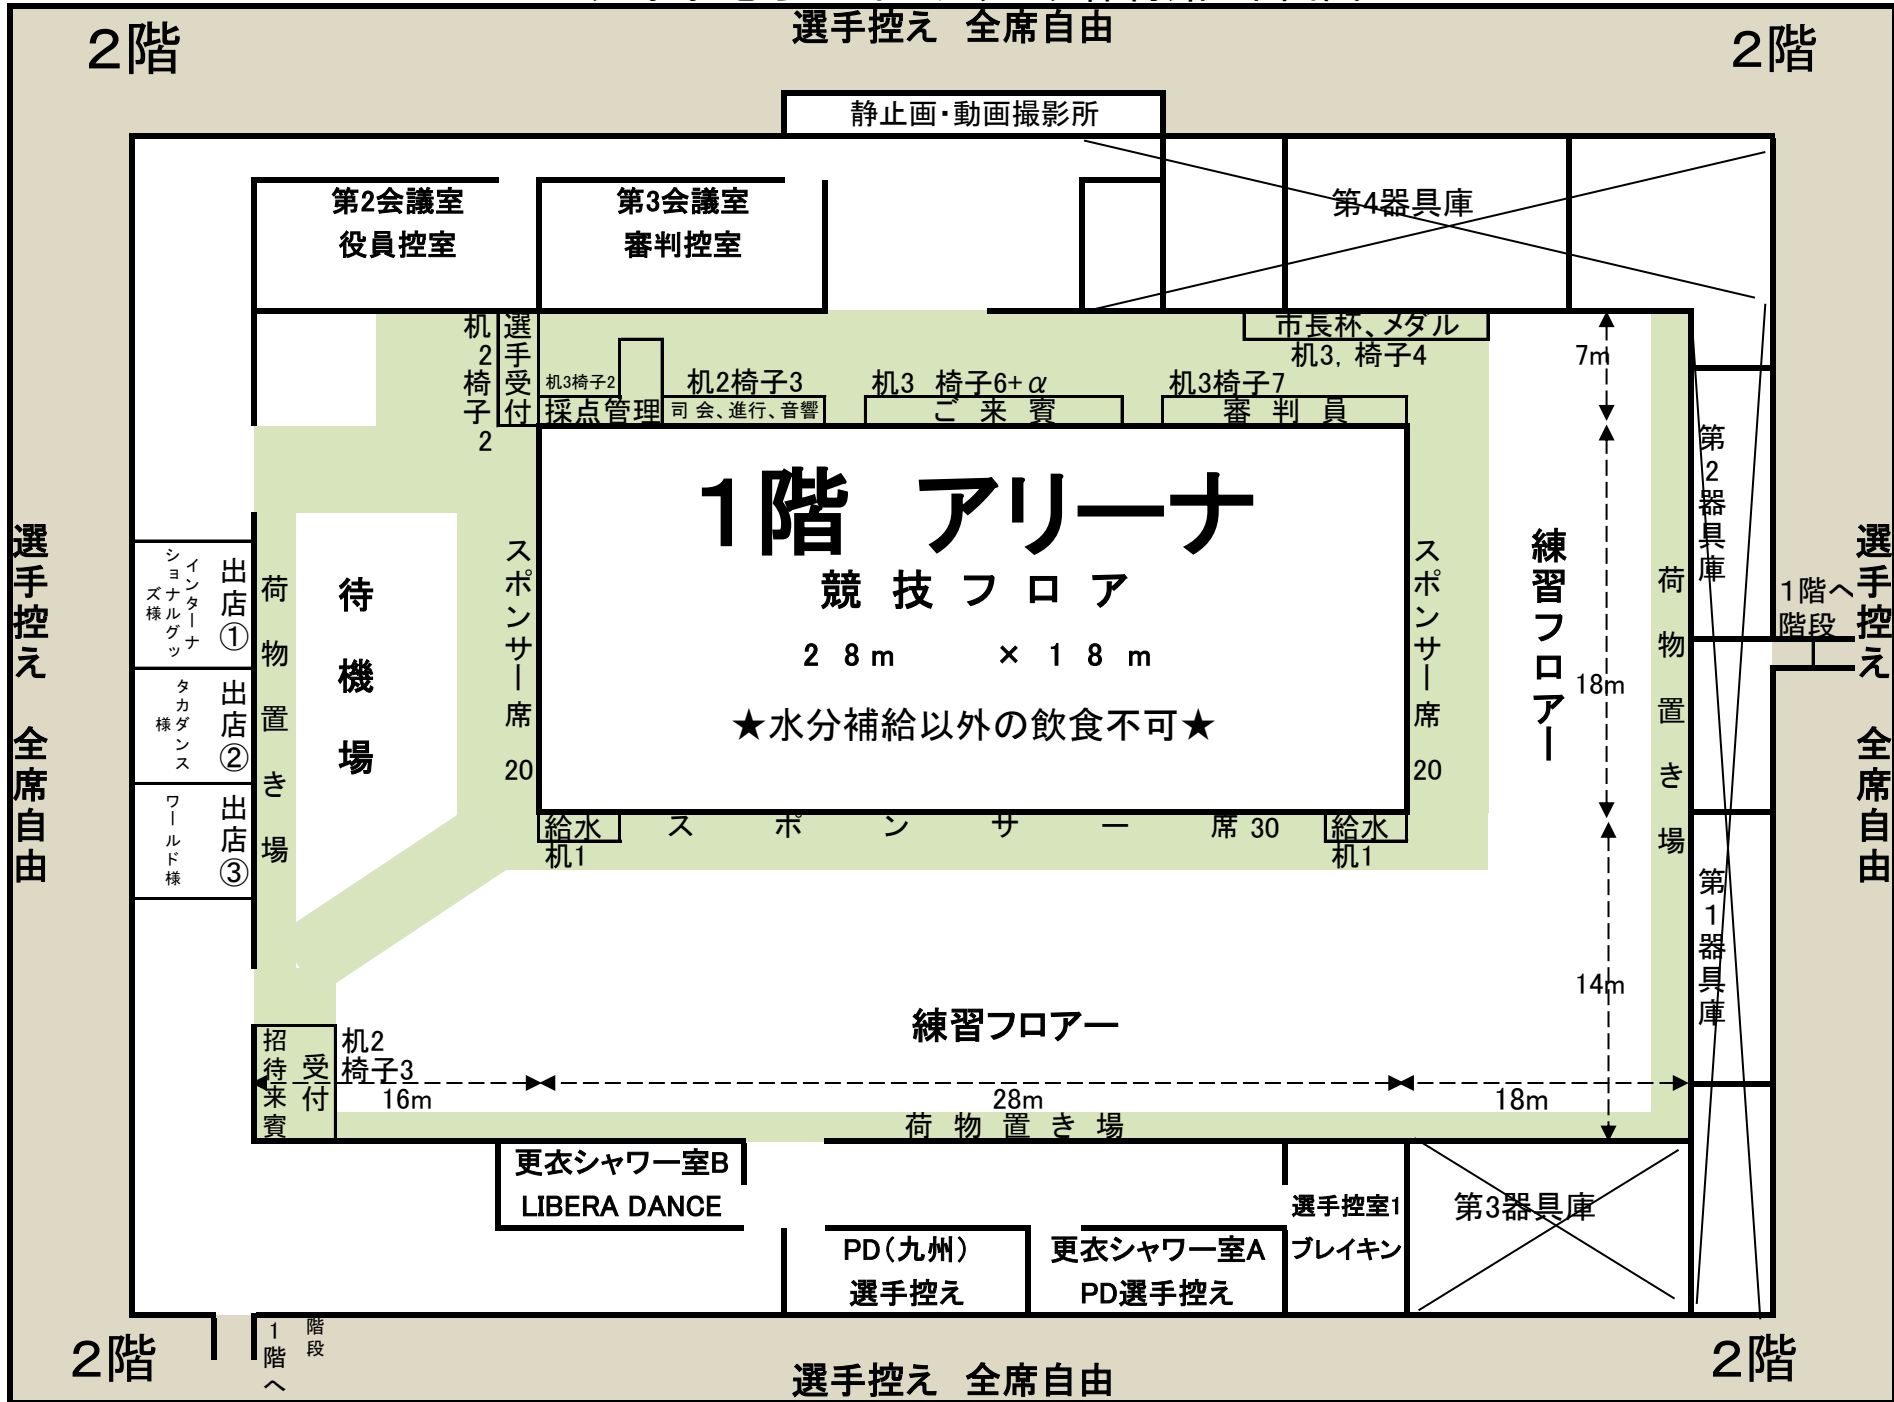 選手控え 全席自由
2階
2階
静止画・動画撮影所
第2会議室
役員控室
第3会議室
審判控室
第4器具庫
机2椅子2
選手受付
机3椅子2
採点管理
机2椅子3
司会、進行、音響
机3 椅子6+α
ご来賓
机3椅子7
審判員
市長杯、メダル
机3, 椅子4
7m
1階 アリーナ
競技フロア
28m × 18m
★水分補給以外の飲食不可★
スポンサー席 20
スポンサー席 20
給水
机1
スポンサー席 30
給水
机1
待機場
荷物置き場
出店①
インターナショナルグッズ様
出店②
タカダンス様
出店③
ワールド様
選手控え 全席自由
練習フロアー
18m
荷物置き場
第2器具庫
1階へ
階段
選手控え 全席自由
第1器具庫
14m
練習フロアー
招待来賓
受付
机2
椅子3
16m
28m
18m
荷物置き場
更衣シャワー室B
LIBERA DANCE
PD(九州)
選手控え
更衣シャワー室A
PD選手控え
選手控室1
ブレイキン
第3器具庫
1階へ
階段
2階
選手控え 全席自由
2階